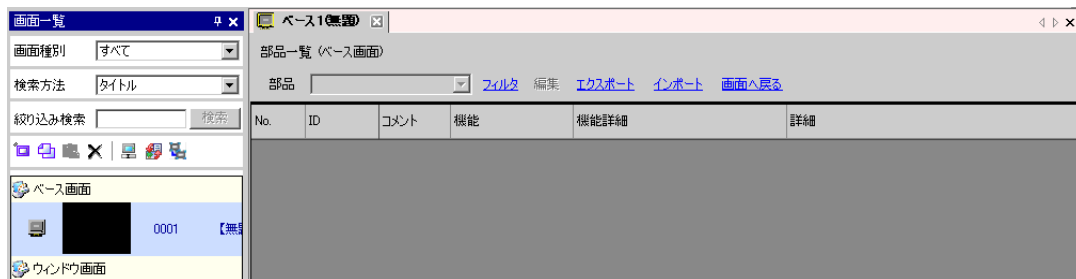 画面一覧
画面種別 すべて
検索方法 タイトル
絞り込み検索 検索
ベース画面
0001 【無題
ウィンドウ画面
ベース1(無題)
部品一覧 (ベース画面)
部品 フィルタ 編集 エクスポート インポート 画面へ戻る
No. ID コメント 機能 機能詳細 詳細